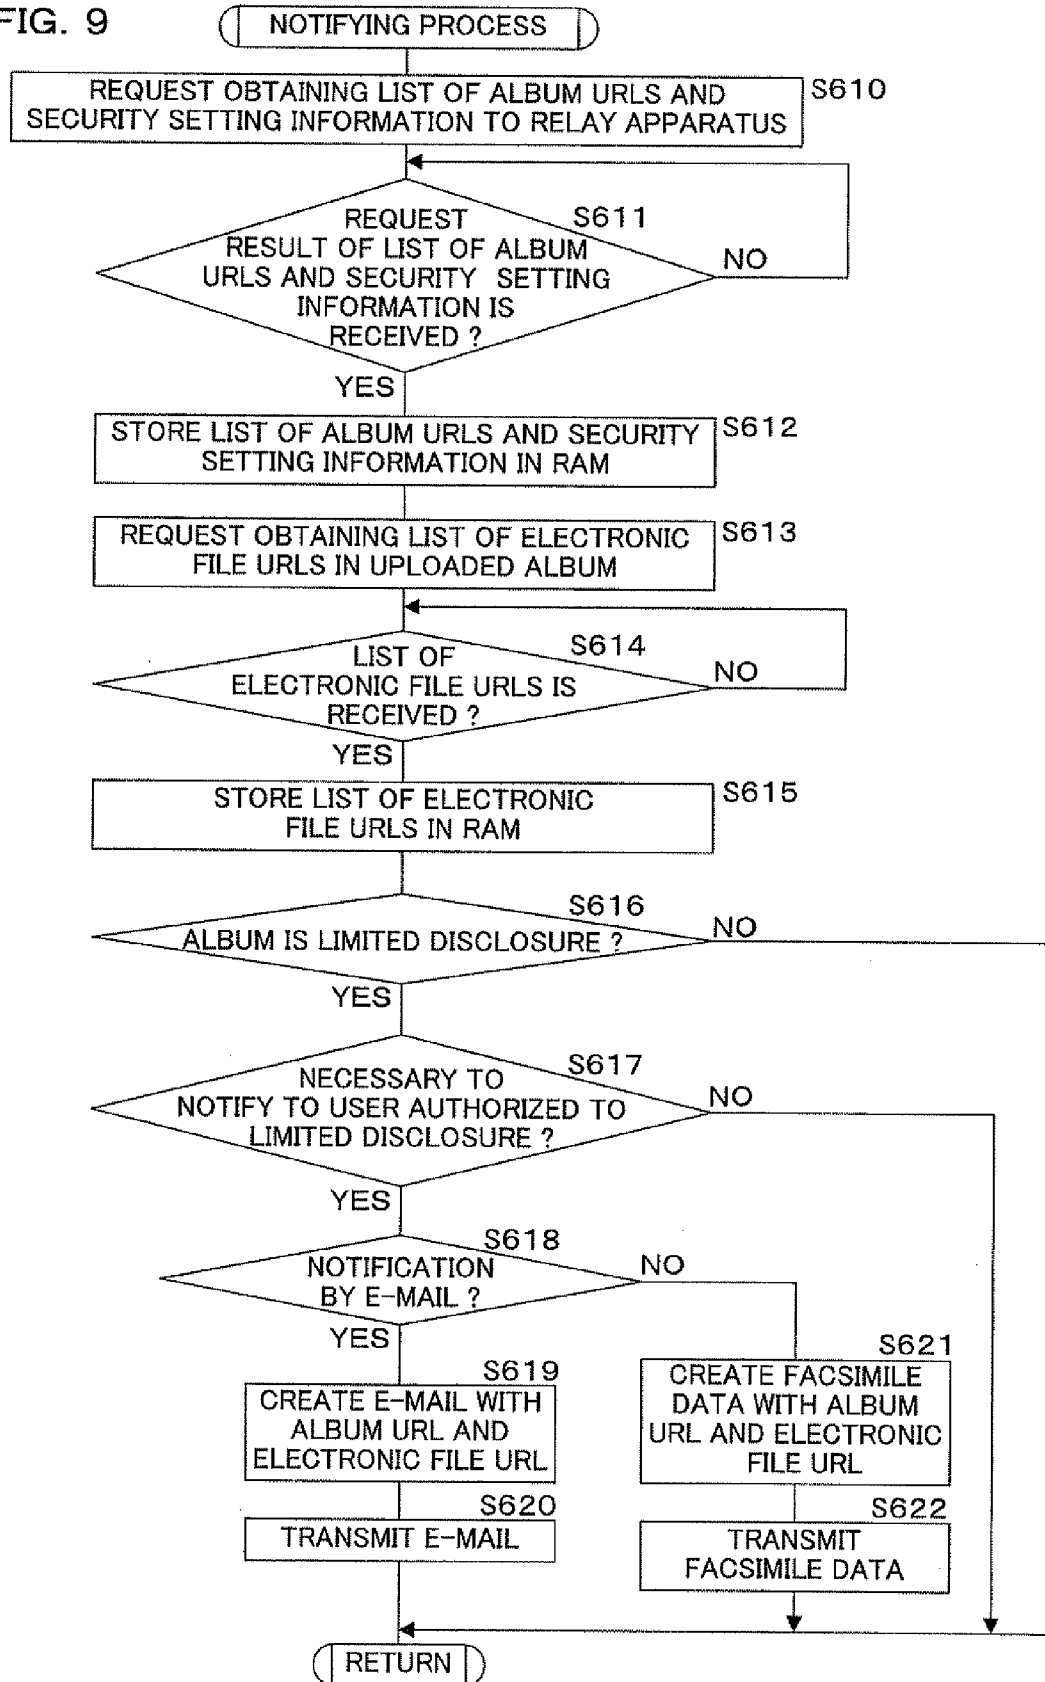 FIG. 9
NOTIFYING PROCESS
REQUEST OBTAINING LIST OF ALBUM URLS AND
SECURITY SETTING INFORMATION TO RELAY APPARATUS
S610
REQUEST
RESULT OF LIST OF ALBUM
URLS AND SECURITY SETTING
INFORMATION IS
RECEIVED ?
S611
NO
YES
STORE LIST OF ALBUM URLS AND SECURITY
SETTING INFORMATION IN RAM
S612
REQUEST OBTAINING LIST OF ELECTRONIC
FILE URLS IN UPLOADED ALBUM
S613
LIST OF
ELECTRONIC FILE URLS IS
RECEIVED ?
S614
NO
YES
STORE LIST OF ELECTRONIC
FILE URLS IN RAM
S615
ALBUM IS LIMITED DISCLOSURE ?
S616
NO
YES
NECESSARY TO
NOTIFY TO USER AUTHORIZED TO
LIMITED DISCLOSURE ?
S617
NO
YES
NOTIFICATION
BY E-MAIL ?
S618
NO
YES
S619
CREATE E-MAIL WITH
ALBUM URL AND
ELECTRONIC FILE URL
S620
TRANSMIT E-MAIL
S621
CREATE FACSIMILE
DATA WITH ALBUM
URL AND ELECTRONIC
FILE URL
S622
TRANSMIT
FACSIMILE DATA
RETURN